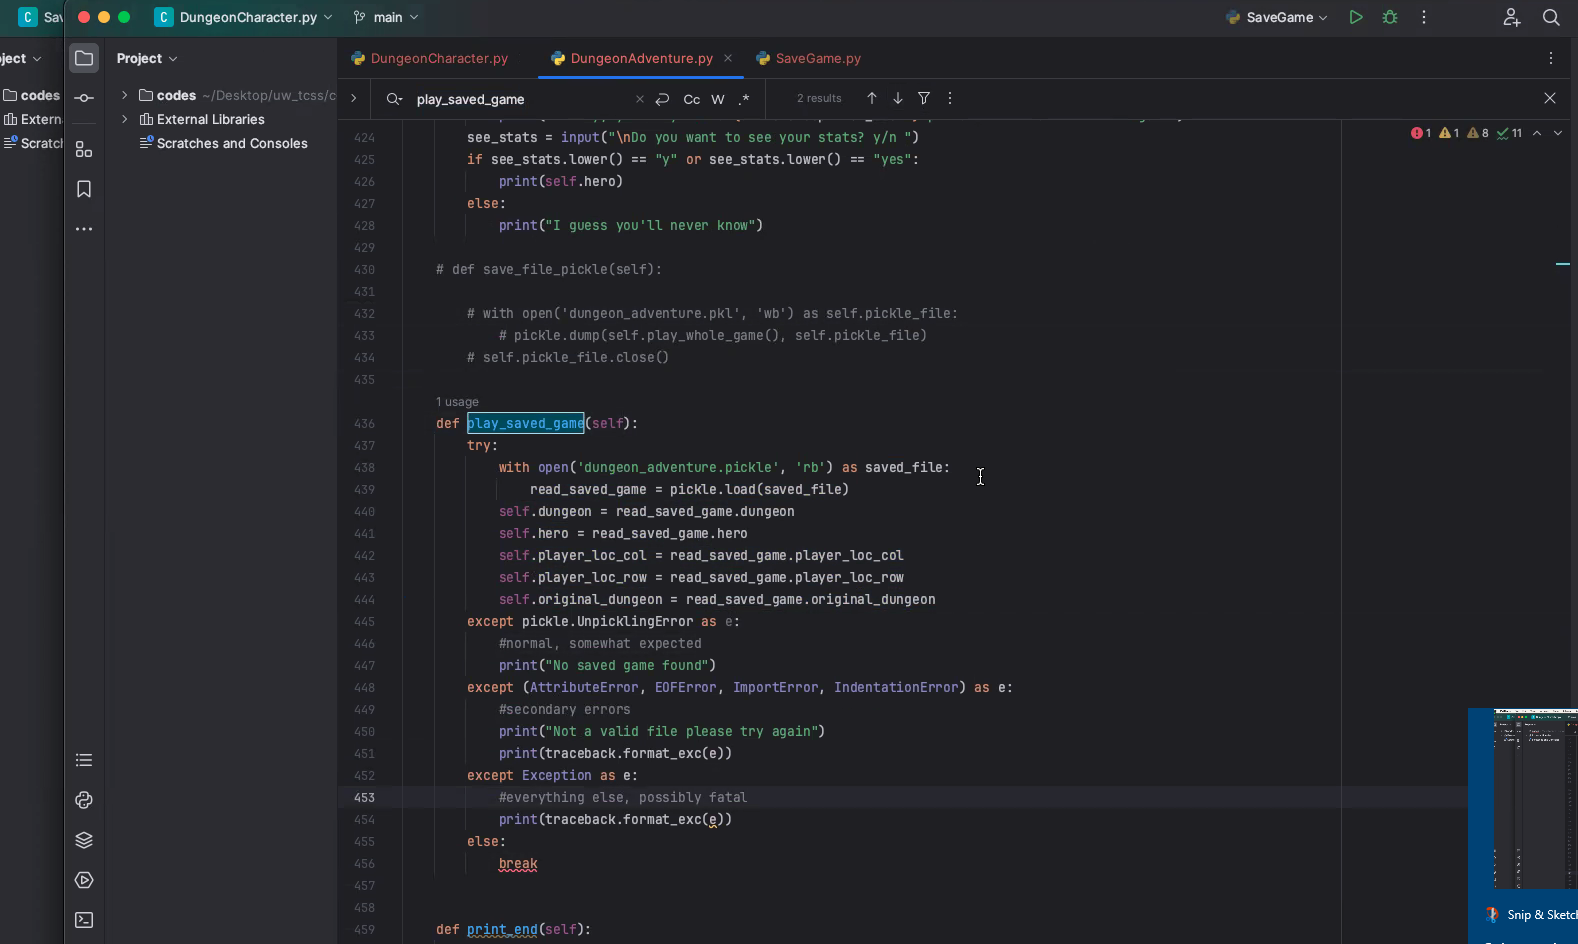 C Sav
C DungeonCharacter.py
main
SaveGame
ject
Project
DungeonCharacter.py
DungeonAdventure.py
SaveGame.py
codes
Extern
Scratch
codes ~/Desktop/uw_tcss/c
External Libraries
Scratches and Consoles
play_saved_game
Cc W .*
2 results
1 1 8 11
424 see_stats = input("\nDo you want to see your stats? y/n ")
425 if see_stats.lower() == "y" or see_stats.lower() == "yes":
426 print(self.hero)
427 else:
428 print("I guess you'll never know")
429
430 # def save_file_pickle(self):
431
432 # with open('dungeon_adventure.pkl', 'wb') as self.pickle_file:
433 # pickle.dump(self.play_whole_game(), self.pickle_file)
434 # self.pickle_file.close()
435
1 usage
436 def play_saved_game(self):
437 try:
438 with open('dungeon_adventure.pickle', 'rb') as saved_file:
439 read_saved_game = pickle.load(saved_file)
440 self.dungeon = read_saved_game.dungeon
441 self.hero = read_saved_game.hero
442 self.player_loc_col = read_saved_game.player_loc_col
443 self.player_loc_row = read_saved_game.player_loc_row
444 self.original_dungeon = read_saved_game.original_dungeon
445 except pickle.UnpicklingError as e:
446 #normal, somewhat expected
447 print("No saved game found")
448 except (AttributeError, EOFError, ImportError, IndentationError) as e:
449 #secondary errors
450 print("Not a valid file please try again")
451 print(traceback.format_exc(e))
452 except Exception as e:
453 #everything else, possibly fatal
454 print(traceback.format_exc(e))
455 else:
456 break
457
458
459 def print_end(self):
Snip & Sketch